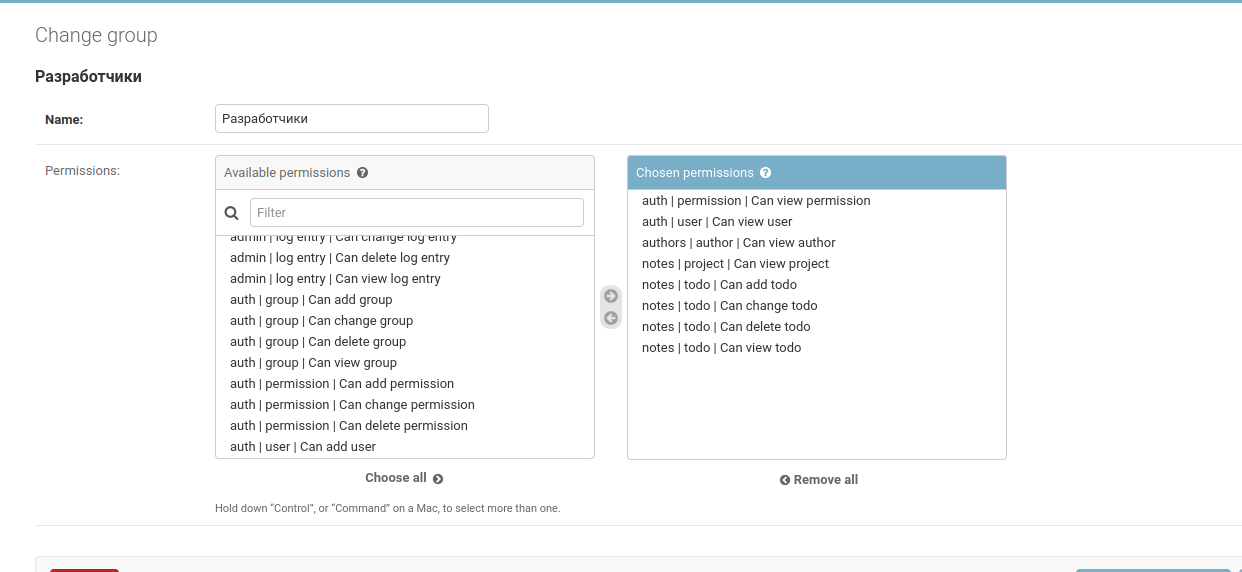 Change group
Разработчики
Name:
Разработчики
Permissions:
Available permissions
Filter
admin | log entry | Can change log entry
admin | log entry | Can delete log entry
admin | log entry | Can view log entry
auth | group | Can add group
auth | group | Can change group
auth | group | Can delete group
auth | group | Can view group
auth | permission | Can add permission
auth | permission | Can change permission
auth | permission | Can delete permission
auth | user | Can add user
Choose all
Chosen permissions
auth | permission | Can view permission
auth | user | Can view user
authors | author | Can view author
notes | project | Can view project
notes | todo | Can add todo
notes | todo | Can change todo
notes | todo | Can delete todo
notes | todo | Can view todo
Remove all
Hold down “Control”, or “Command” on a Mac, to select more than one.